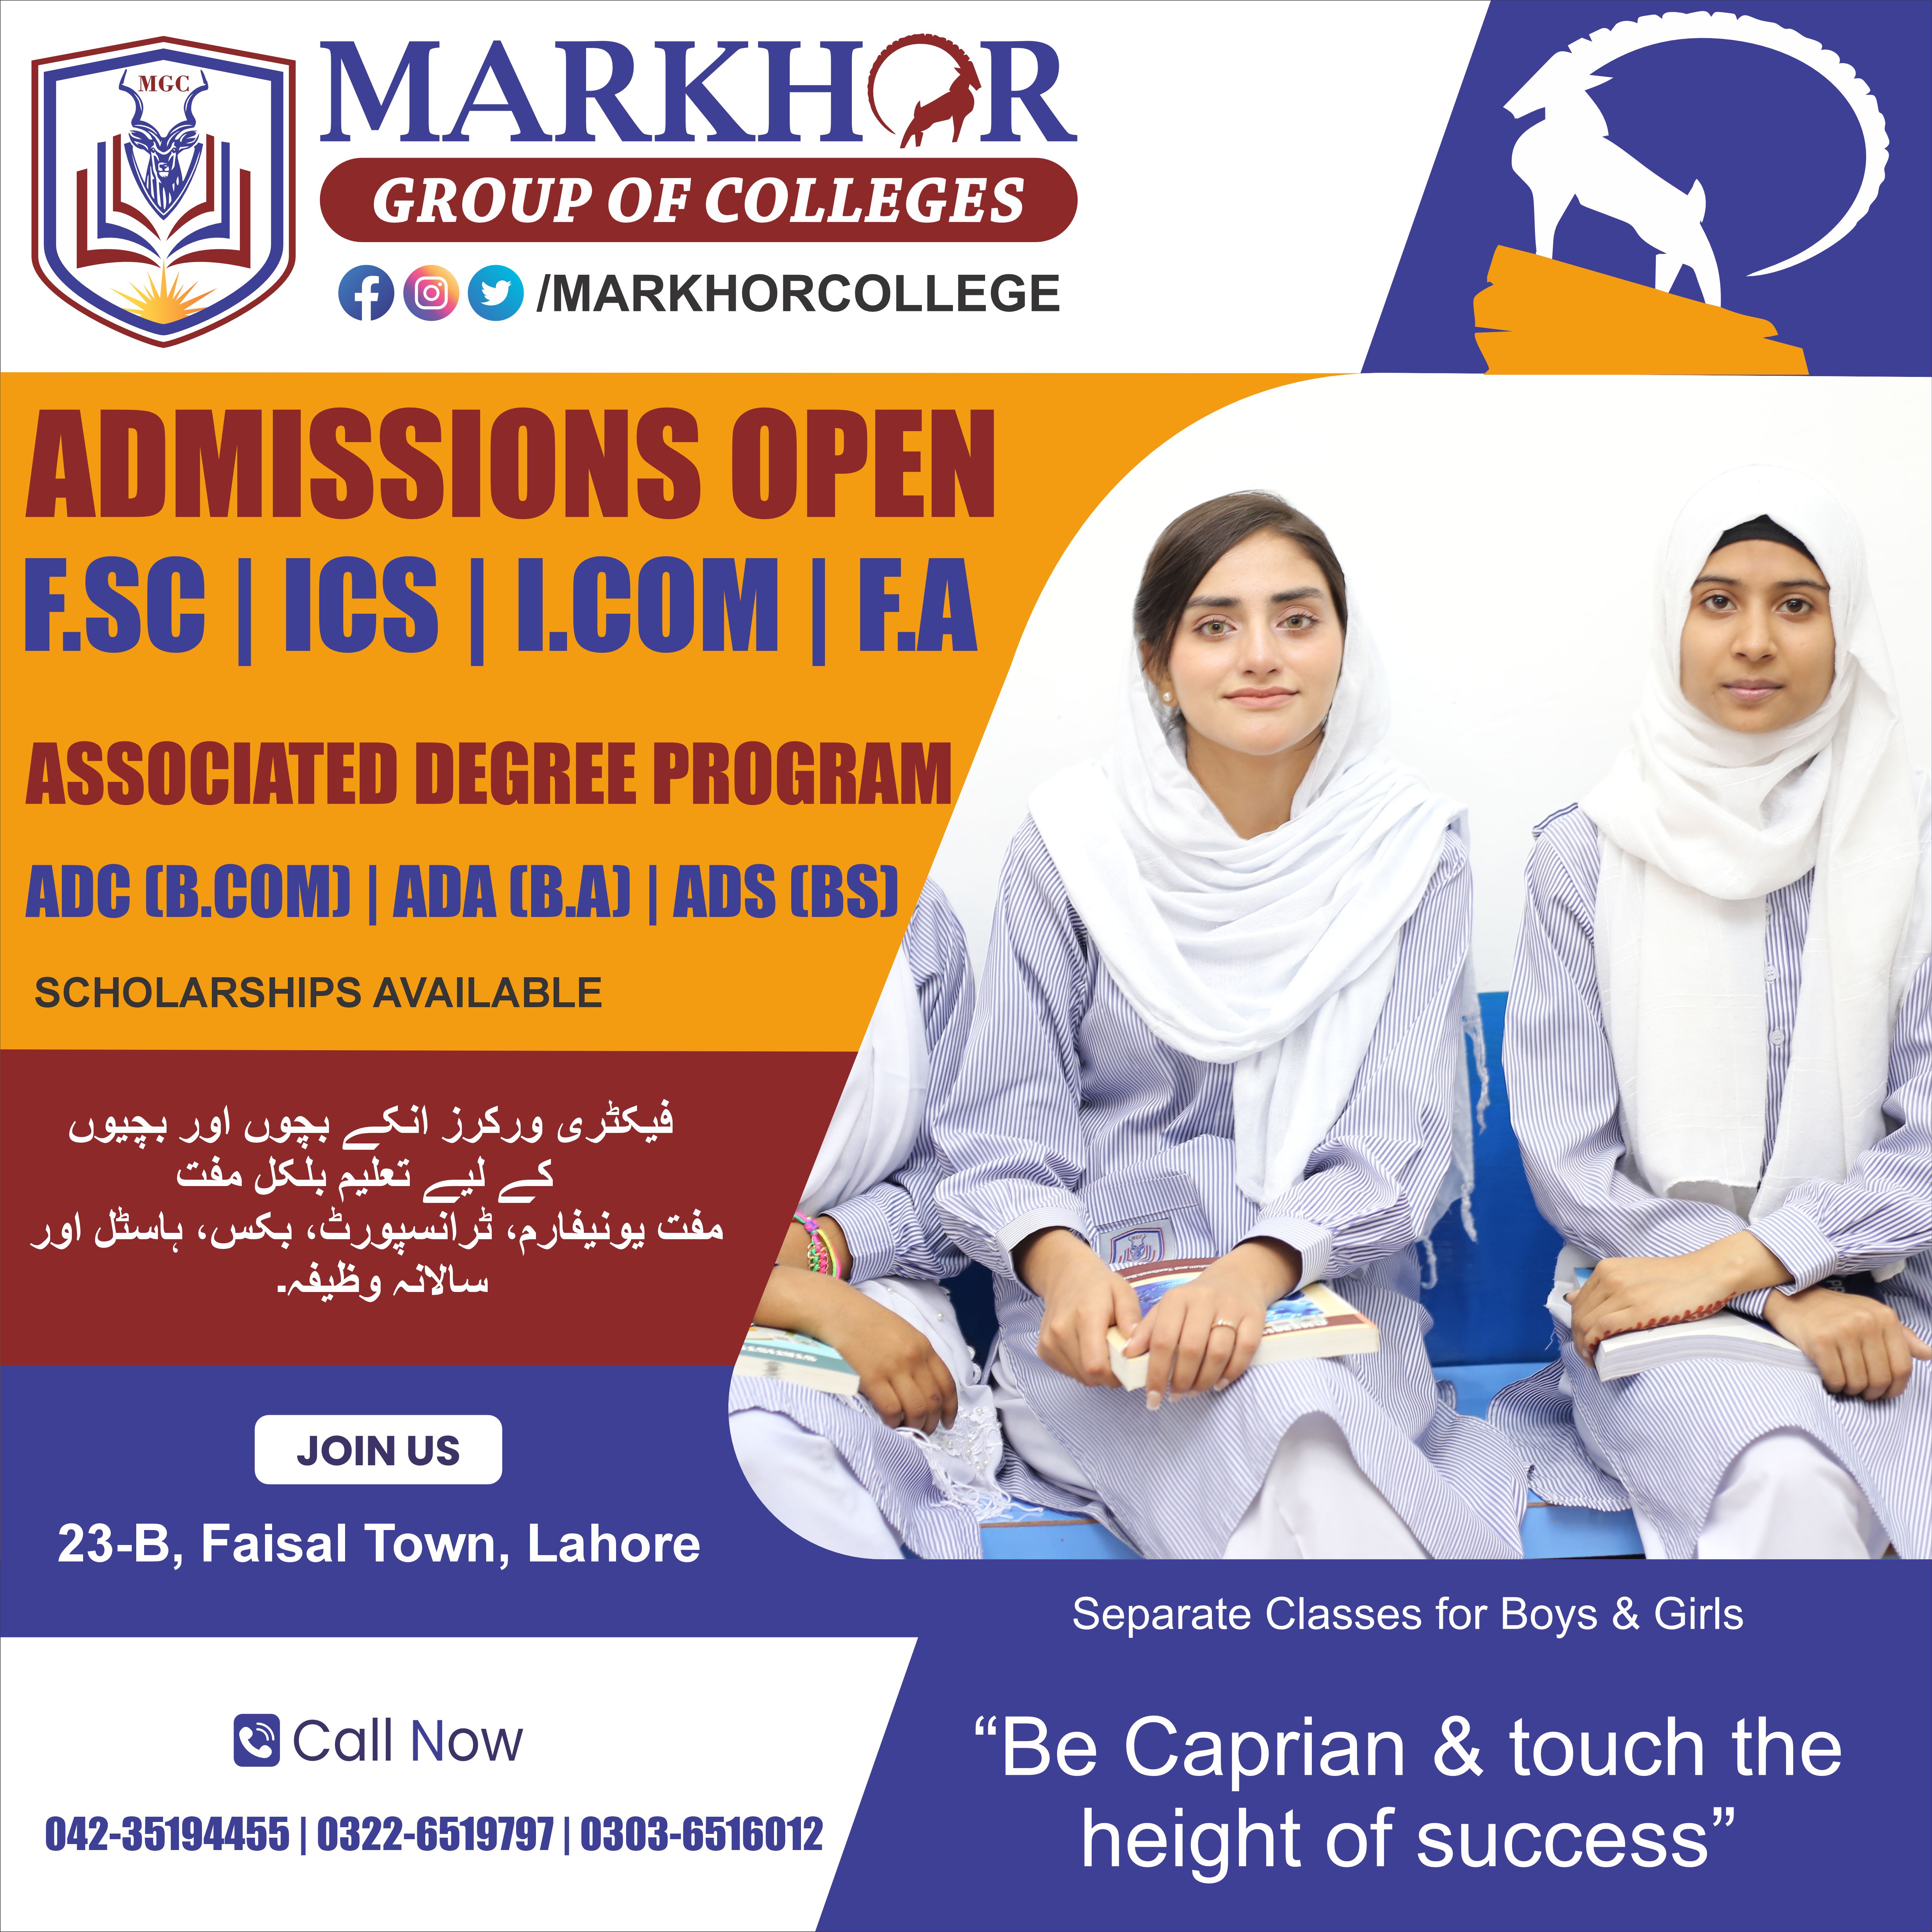 MGC
MARKHOR
GROUP OF COLLEGES
/MARKHORCOLLEGE
ADMISSIONS OPEN
F.SC | ICS | I.COM | F.A
ASSOCIATED DEGREE PROGRAM
ADC (B.COM) | ADA (B.A) | ADS (BS)
SCHOLARSHIPS AVAILABLE
فیکٹری ورکرز انکے بچوں اور بچیوں
کے لیے تعلیم بلکل مفت
مفت یونیفارم، ٹرانسپورٹ، بکس، ہاسٹل اور
سالانہ وظیفہ۔
JOIN US
23-B, Faisal Town, Lahore
Separate Classes for Boys & Girls
Call Now
042-35194455 | 0322-6519797 | 0303-6516012
“Be Caprian & touch the
height of success”